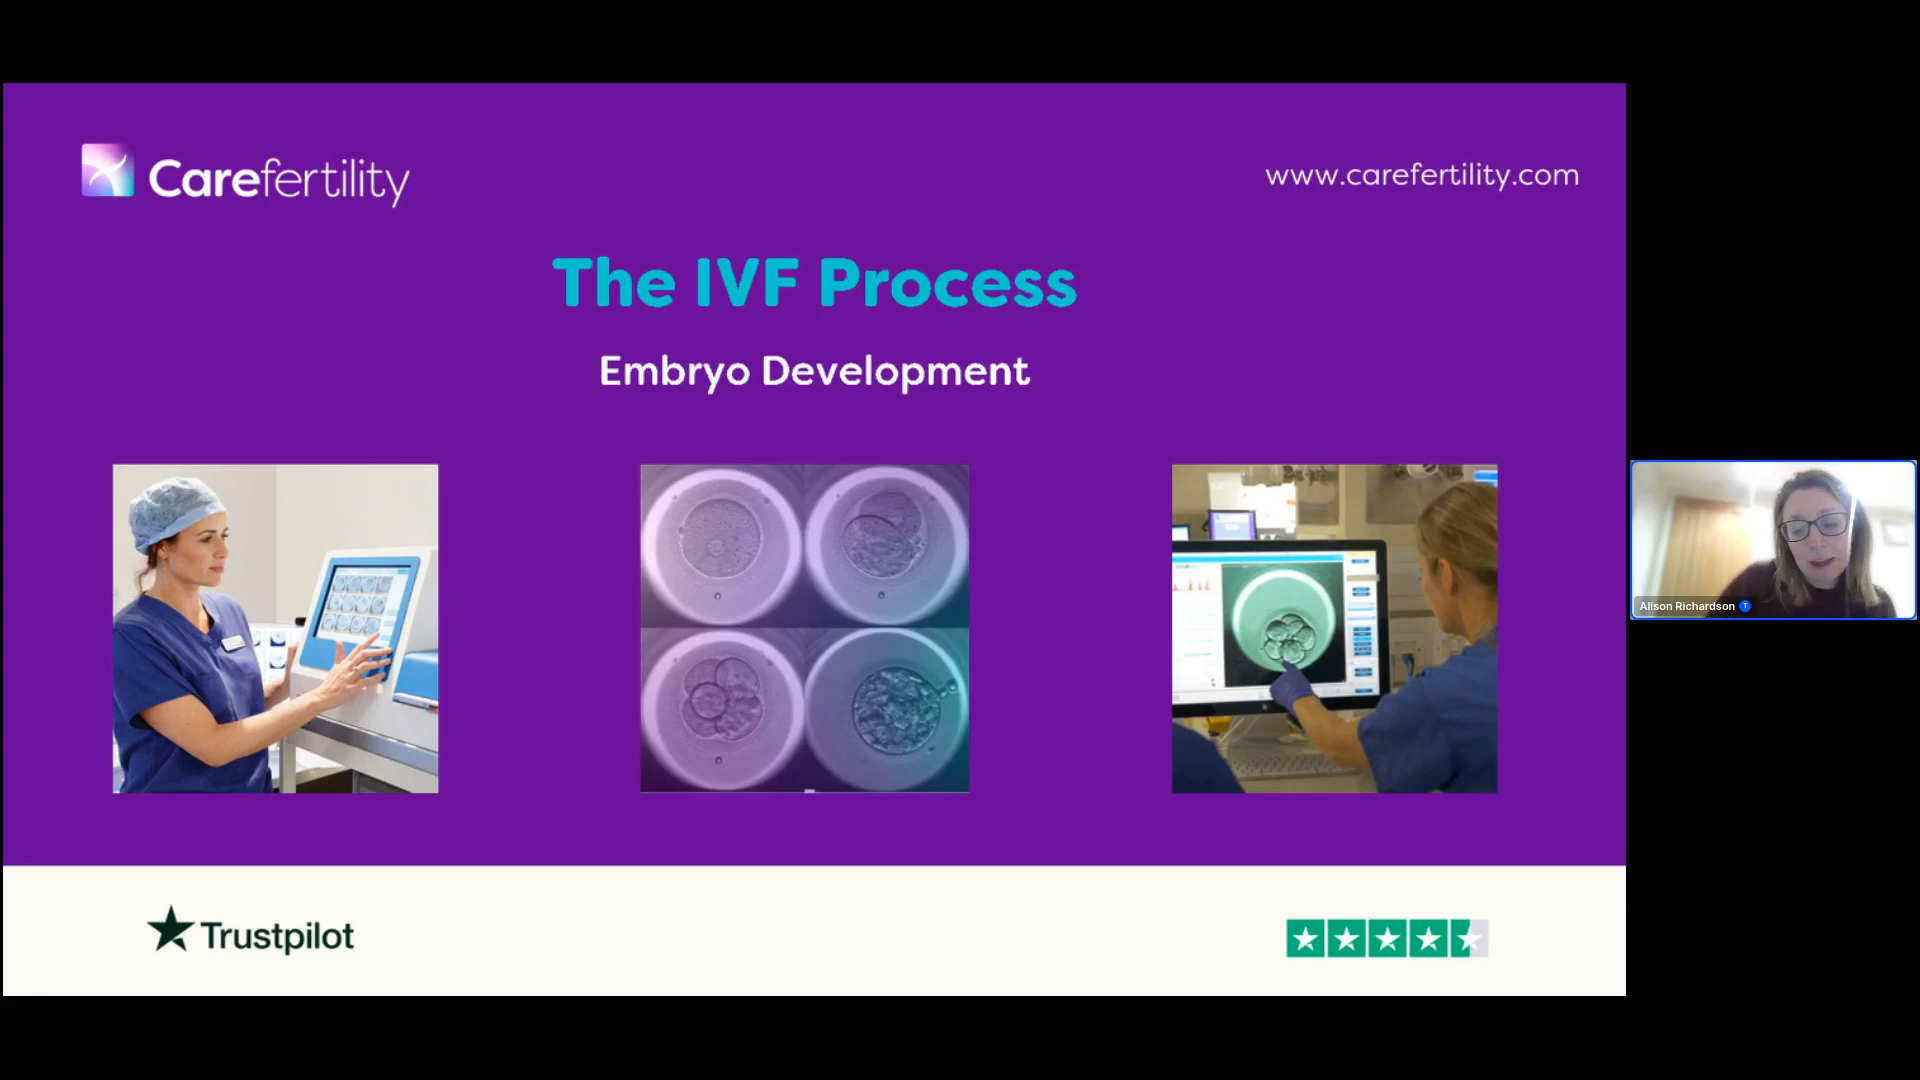 Carefertility
www.carefertility.com
The IVF Process
Embryo Development
Alison Richardson
T
Trustpilot